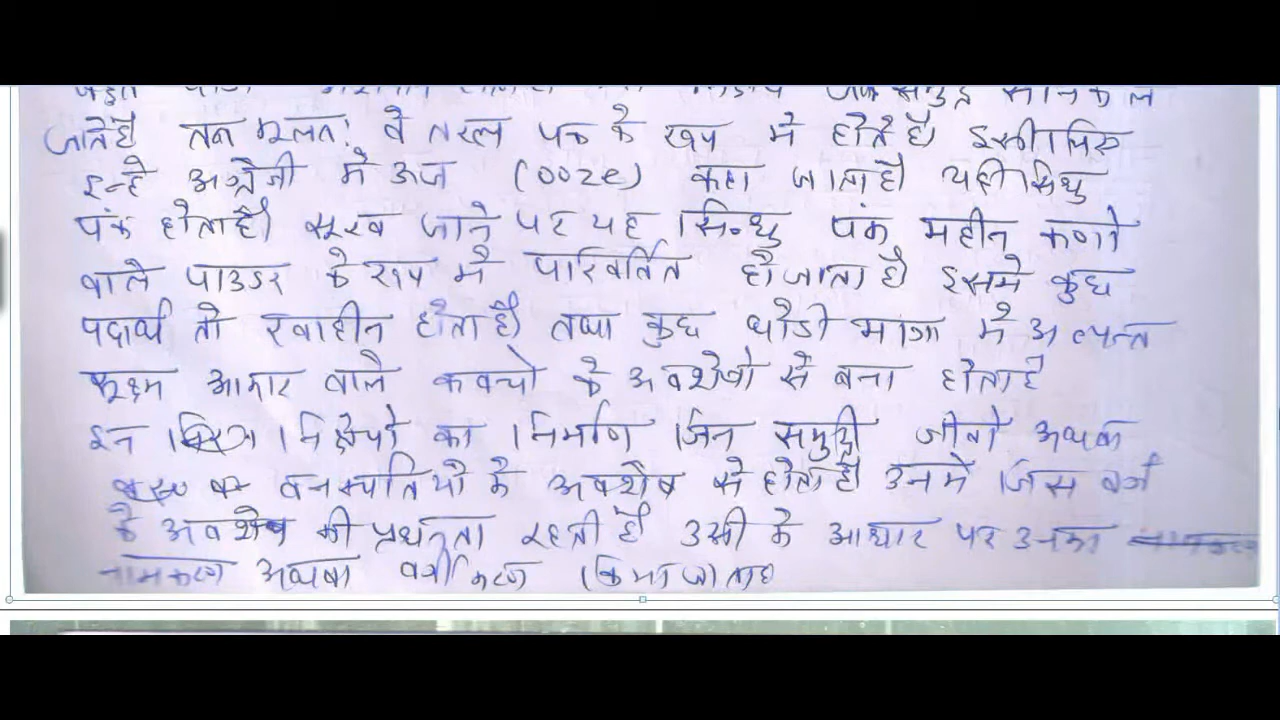 जाते है तब मूलतः वे तरल पंक के रूप में होते है इसीलिए
इन्हे अंग्रेजी में ऊज (ooze) कहा जाता है यही सिंधु
पंक होता है। सूख जाने पर यह सिन्धु पंक महीन कणो
वाले पाउडर के रूप में परिवर्तित हो जाता है इसमे कुछ
पदार्थ तो रवाहीन होता है तथा कुछ थोडी मात्रा में अत्यन्त
सूक्ष्म आकार वाले कवचो के अवशेषो से बना होता है
इन निक्षेपो का निर्माण जिन समुद्री जीवो अथवा
वनस्पतियो के अवशेष से होता है उनमे जिस वर्ग
के अवशेष की प्रधानता रहती है उसी के आधार पर उनका
नामकरण अथवा वर्गीकरण किया जाता है